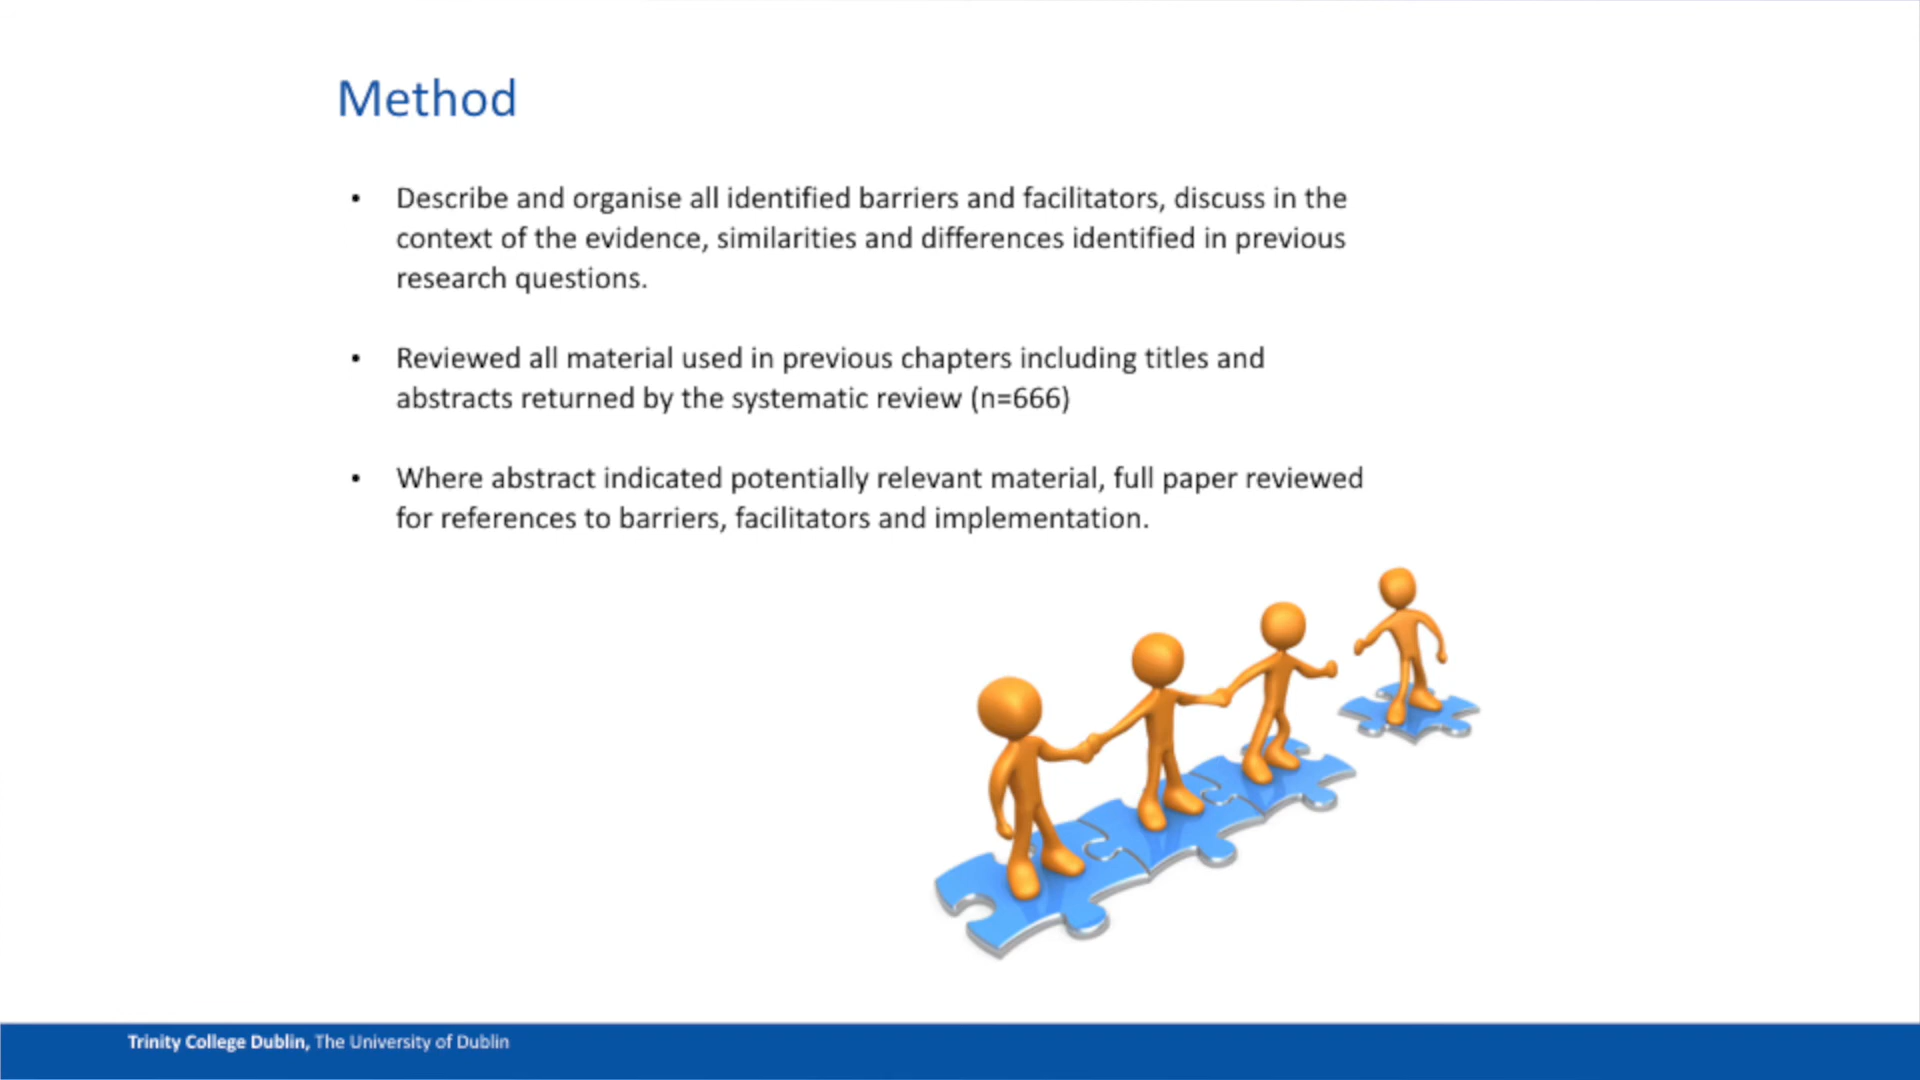 Method
• Describe and organise all identified barriers and facilitators, discuss in the
context of the evidence, similarities and differences identified in previous
research questions.
• Reviewed all material used in previous chapters including titles and
abstracts returned by the systematic review (n=666)
• Where abstract indicated potentially relevant material, full paper reviewed
for references to barriers, facilitators and implementation.
Trinity College Dublin, The University of Dublin